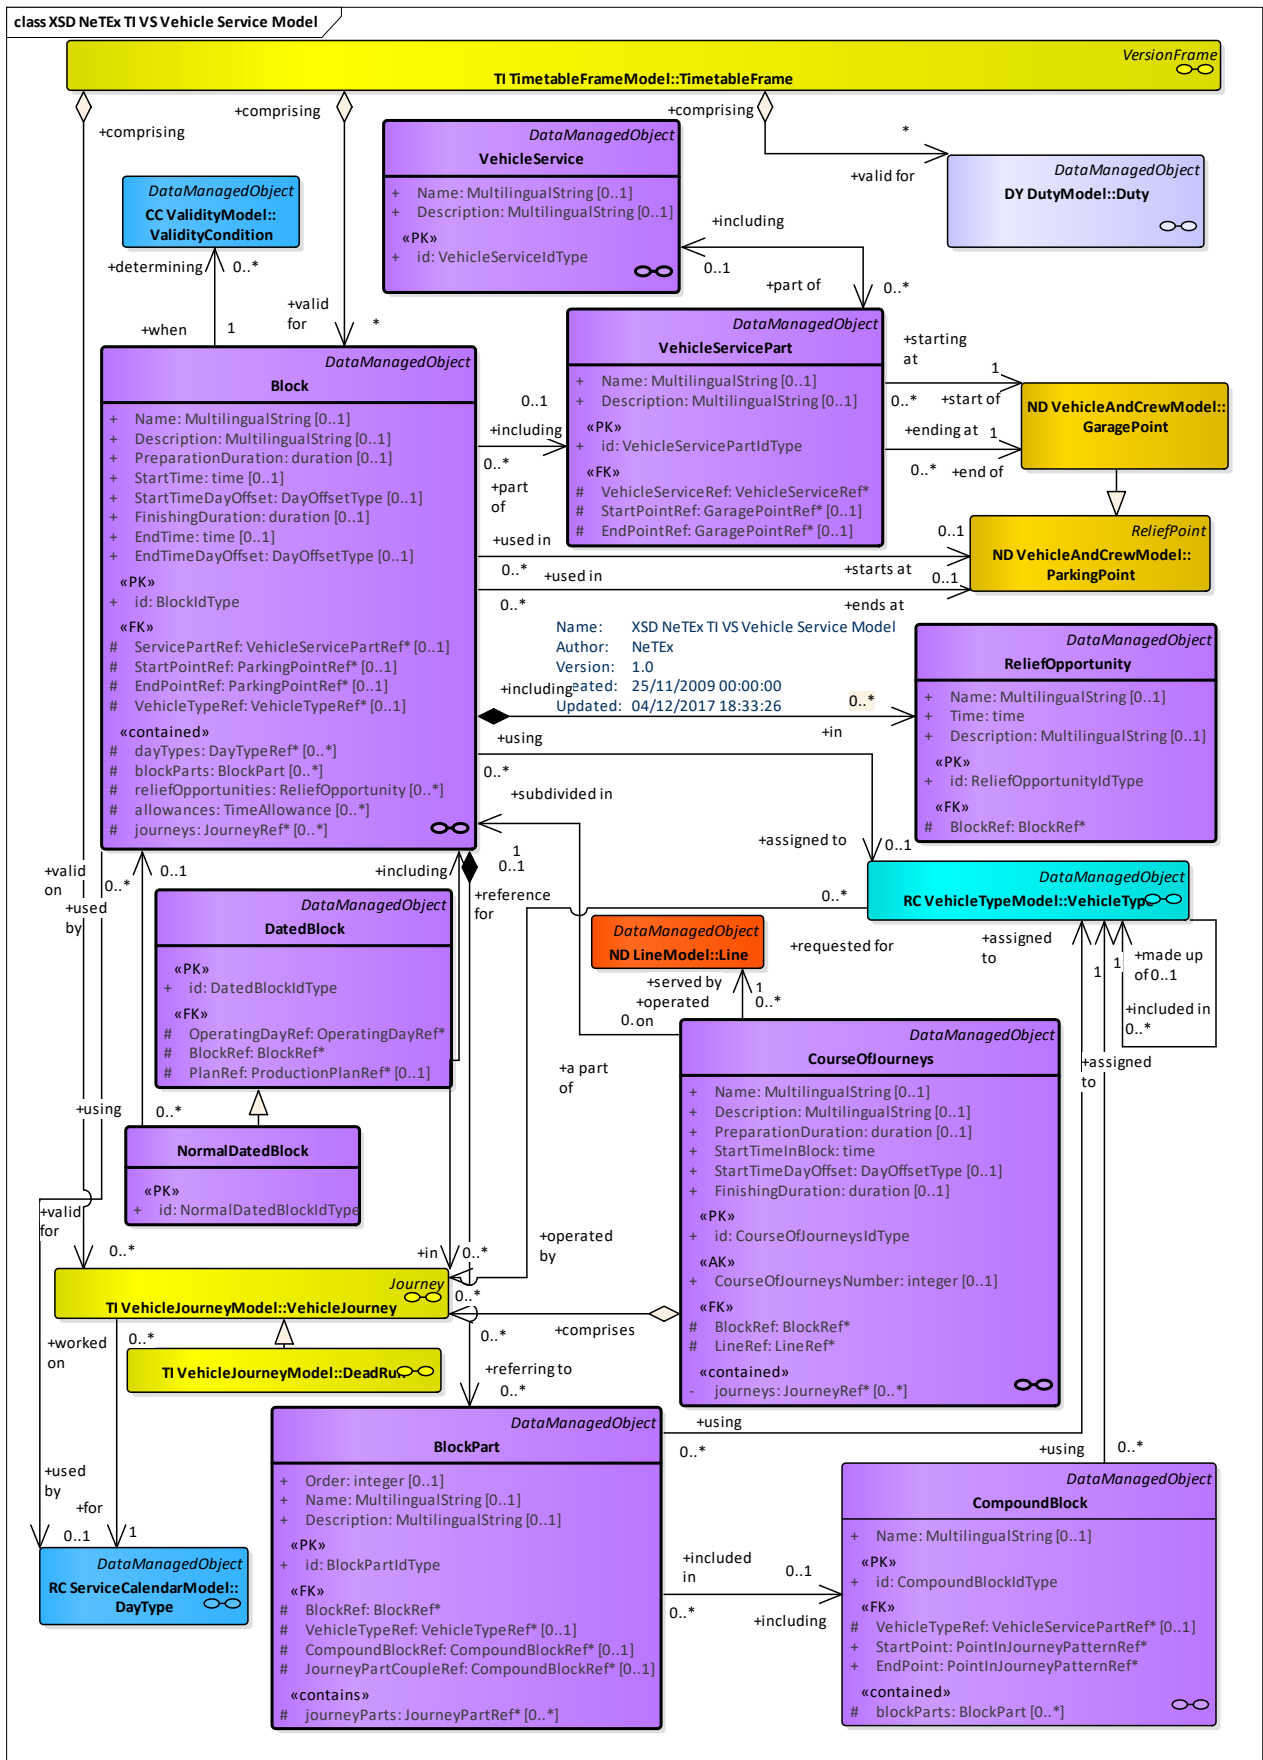 class XSD NeTEx TI VS Vehicle Service Model
VersionFrame
TI TimetableFrameModel::TimetableFrame
+comprising
+comprising
+comprising
*
+valid for
DataManagedObject
VehicleService
+ Name: MultilingualString [0..1]
+ Description: MultilingualString [0..1]
«PK»
+ id: VehicleServiceIdType
DataManagedObject
DY DutyModel::Duty
DataManagedObject
CC ValidityModel::
ValidityCondition
+determining
0..*
+when
1
+valid
for
*
+including
0..1
+part of
0..*
DataManagedObject
VehicleServicePart
+ Name: MultilingualString [0..1]
+ Description: MultilingualString [0..1]
«PK»
+ id: VehicleServicePartIdType
«FK»
# VehicleServiceRef: VehicleServiceRef*
# StartPointRef: GaragePointRef* [0..1]
# EndPointRef: GaragePointRef* [0..1]
+starting
at
1
0..*
+start of
+ending at
1
0..*
+end of
ND VehicleAndCrewModel::
GaragePoint
DataManagedObject
Block
+ Name: MultilingualString [0..1]
+ Description: MultilingualString [0..1]
+ PreparationDuration: duration [0..1]
+ StartTime: time [0..1]
+ StartTimeDayOffset: DayOffsetType [0..1]
+ FinishingDuration: duration [0..1]
+ EndTime: time [0..1]
+ EndTimeDayOffset: DayOffsetType [0..1]
«PK»
+ id: BlockIdType
«FK»
# ServicePartRef: VehicleServicePartRef* [0..1]
# StartPointRef: ParkingPointRef* [0..1]
# EndPointRef: ParkingPointRef* [0..1]
# VehicleTypeRef: VehicleTypeRef* [0..1]
«contained»
# dayTypes: DayTypeRef* [0..*]
# blockParts: BlockPart [0..*]
# reliefOpportunities: ReliefOpportunity [0..*]
# allowances: TimeAllowance [0..*]
# journeys: JourneyRef* [0..*]
0..1
+including
0..*
+part
of
+used in
0..1
0..*
+starts at
+used in
0..1
0..*
+ends at
ReliefPoint
ND VehicleAndCrewModel::
ParkingPoint
Name: XSD NeTEx TI VS Vehicle Service Model
Author: NeTEx
Version: 1.0
eated: 25/11/2009 00:00:00
Updated: 04/12/2017 18:33:26
+including
0..*
+in
DataManagedObject
ReliefOpportunity
+ Name: MultilingualString [0..1]
+ Time: time
+ Description: MultilingualString [0..1]
«PK»
+ id: ReliefOpportunityIdType
«FK»
# BlockRef: BlockRef*
+using
0..*
+subdivided in
+assigned to
0..1
1
0..1
+valid
on
0..*
+used
by
0..1
+including
+reference
for
0..*
+requested for
DataManagedObject
RC VehicleTypeModel::VehicleType
+assigned
to
1
1
+made up
of
0..1
+included in
0..*
+assigned
to
DataManagedObject
DatedBlock
«PK»
+ id: DatedBlockIdType
«FK»
# OperatingDayRef: OperatingDayRef*
# BlockRef: BlockRef*
# PlanRef: ProductionPlanRef* [0..1]
DataManagedObject
ND LineModel::Line
+served by
1
+operated
on
0..*
0.
+a part
of
DataManagedObject
CourseOfJourneys
+ Name: MultilingualString [0..1]
+ Description: MultilingualString [0..1]
+ PreparationDuration: duration [0..1]
+ StartTimeInBlock: time
+ StartTimeDayOffset: DayOffsetType [0..1]
+ FinishingDuration: duration [0..1]
«PK»
+ id: CourseOfJourneysIdType
«AK»
+ CourseOfJourneysNumber: integer [0..1]
«FK»
# BlockRef: BlockRef*
# LineRef: LineRef*
«contained»
- journeys: JourneyRef* [0..*]
+using
0..*
NormalDatedBlock
«PK»
+ id: NormalDatedBlockIdType
+valid
for
0..*
+in
0..*
+operated
by
Journey
TI VehicleJourneyModel::VehicleJourney
0..*
+comprises
+worked
on
0..*
TI VehicleJourneyModel::DeadRun
0..*
+referring to
0..*
DataManagedObject
BlockPart
+ Order: integer [0..1]
+ Name: MultilingualString [0..1]
+ Description: MultilingualString [0..1]
«PK»
+ id: BlockPartIdType
«FK»
# BlockRef: BlockRef*
# VehicleTypeRef: VehicleTypeRef* [0..1]
# CompoundBlockRef: CompoundBlockRef* [0..1]
# JourneyPartCoupleRef: CompoundBlockRef* [0..1]
«contains»
# journeyParts: JourneyPartRef* [0..*]
+using
0..*
+using
0..*
+used
by
+for
0..1
1
DataManagedObject
RC ServiceCalendarModel::
DayType
+included
in
0..1
0..*
+including
DataManagedObject
CompoundBlock
+ Name: MultilingualString [0..1]
«PK»
+ id: CompoundBlockIdType
«FK»
# VehicleTypeRef: VehicleServicePartRef* [0..1]
+ StartPoint: PointInJourneyPatternRef*
+ EndPoint: PointInJourneyPatternRef*
«contained»
# blockParts: BlockPart [0..*]